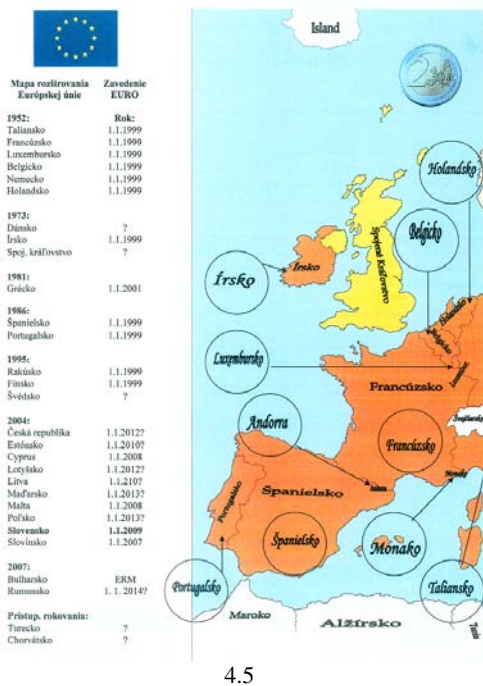 Mapa rozširovania Zavedenie
Európskej únie EURO
1952: Rok:
Taliansko 1.1.1999
Francúzsko 1.1.1999
Luxembursko 1.1.1999
Belgicko 1.1.1999
Nemecko 1.1.1999
Holandsko 1.1.1999
1973:
Dánsko ?
Írsko 1.1.1999
Spoj. kráľovstvo ?
1981:
Grécko 1.1.2001
1986:
Španielsko 1.1.1999
Portugalsko 1.1.1999
1995:
Rakúsko 1.1.1999
Fínsko 1.1.1999
Švédsko ?
2004:
Česká republika 1.1.2012?
Estónsko 1.1.2010?
Cyprus 1.1.2008
Lotyšsko 1.1.2012?
Litva 1.1.210?
Maďarsko 1.1.2013?
Malta 1.1.2008
Poľsko 1.1.2013?
Slovensko 1.1.2009
Slovinsko 1.1.2007
2007:
Bulharsko ERM
Rumunsko 1. 1. 2014?
Prístup. rokovania:
Turecko ?
Chorvátsko ?
Island
2
Holandsko
Belgicko
Spojené Kráľovstvo
Írsko
Írsko
Holandsko
Belgicko
Luxembursko
Luxemb.
Francúzsko
Švajčiarsko
Andorra
Francúzsko
Monako
Španielsko
Portugalsko
Španielsko
Monako
Portugalsko
Taliansko
Maroko
Alžírsko
Tunis
4.5